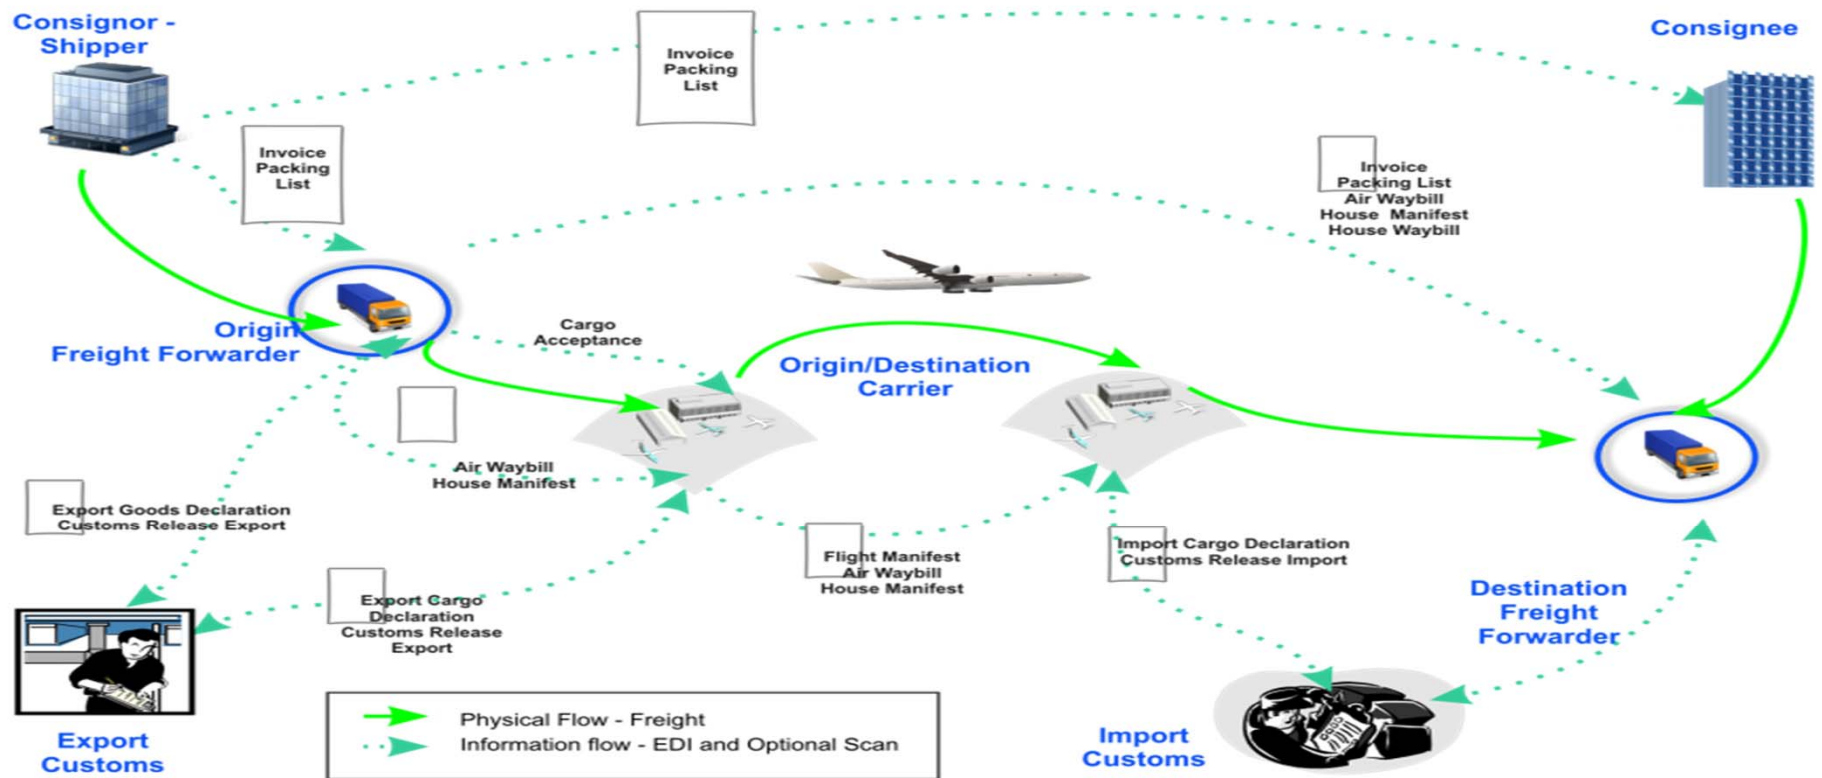 Consignor -
Shipper
Consignee
Invoice
Packing
List
Invoice
Packing
List
Invoice
Packing List
Air Waybill
House Manifest
House Waybill
Origin
Freight Forwarder
Cargo
Acceptance
Origin/Destination
Carrier
Air Waybill
House Manifest
Export Goods Declaration
Customs Release Export
Flight Manifest
Air Waybill
House Manifest
Import Cargo Declaration
Customs Release Import
Export Cargo
Declaration
Customs Release
Export
Destination
Freight
Forwarder
Physical Flow - Freight
Information flow - EDI and Optional Scan
Export
Customs
Import
Customs